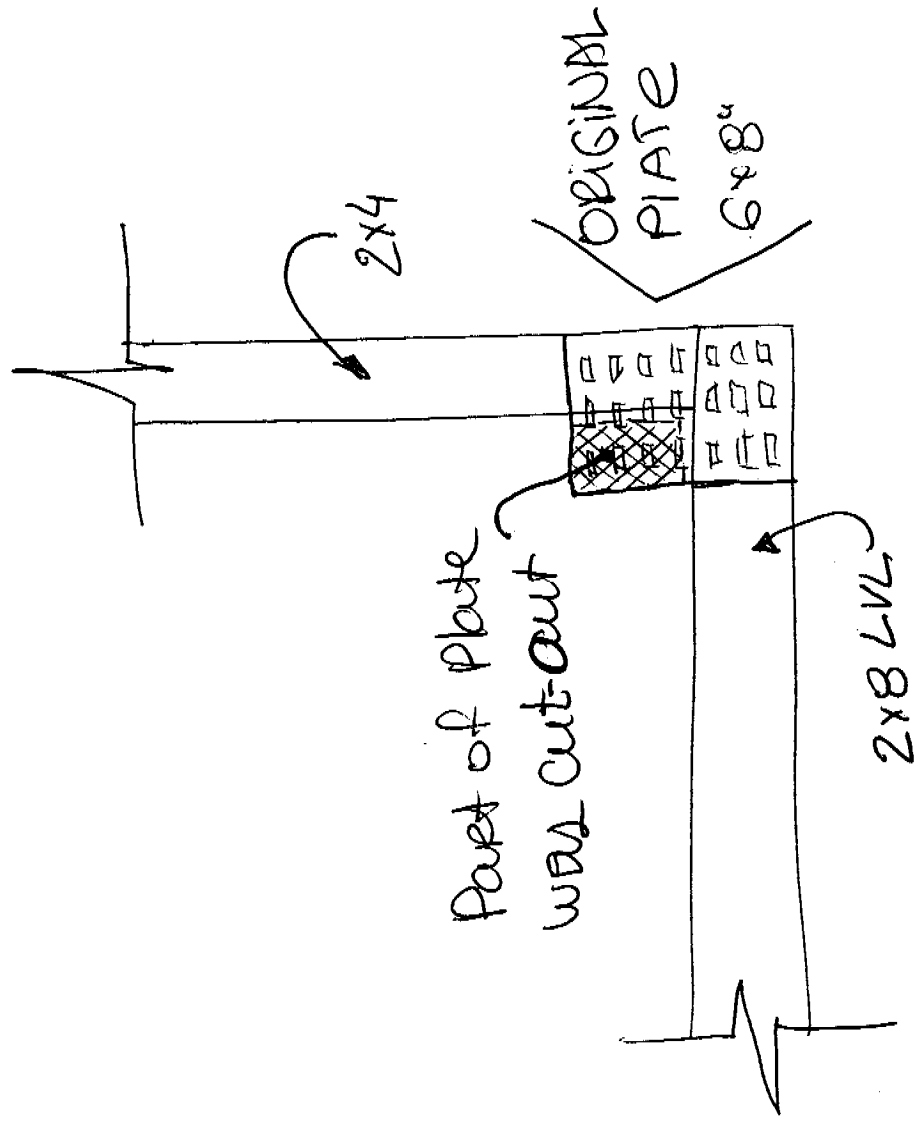 ORIGINAL
PLATE
6x8"
2x4
Part of Plate
was cut-out
2x8 LVL